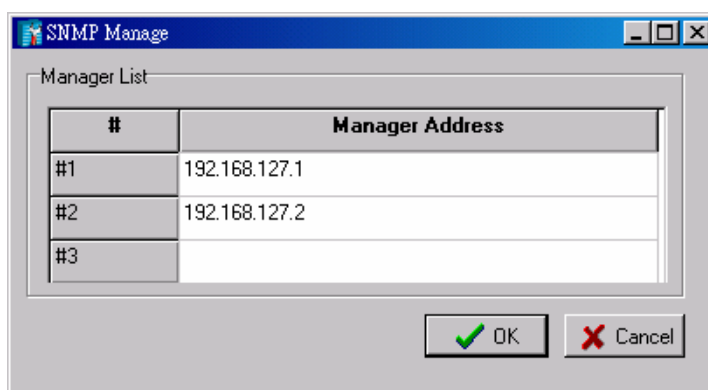 SNMP Manage
Manager List
# Manager Address
#1 192.168.127.1
#2 192.168.127.2
#3
OK Cancel